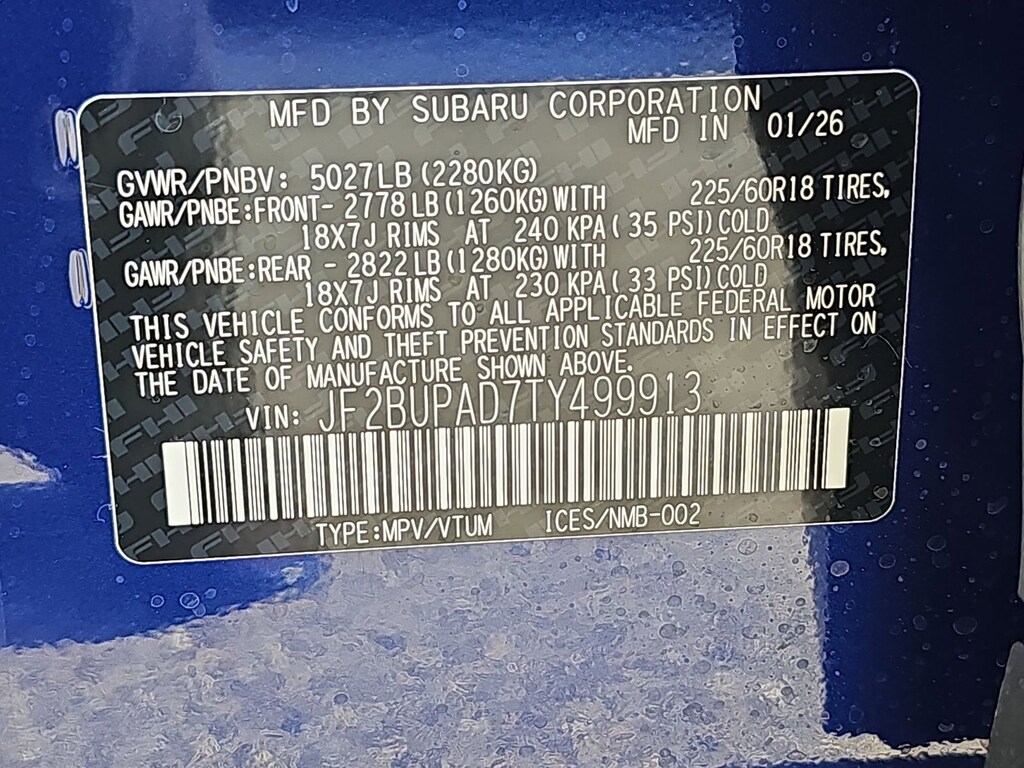 MFD BY SUBARU CORPORATION
MFD IN 01/26
GVWR/PNBV: 5027LB (2280KG)
GAWR/PNBE:FRONT- 2778 LB (1260KG) WITH 225/60R18 TIRES,
18X7J RIMS AT 240 KPA ( 35 PSI) COLD
GAWR/PNBE:REAR - 2822 LB (1280KG) WITH 225/60R18 TIRES,
18X7J RIMS AT 230 KPA ( 33 PSI) COLD
THIS VEHICLE CONFORMS TO ALL APPLICABLE FEDERAL MOTOR
VEHICLE SAFETY AND THEFT PREVENTION STANDARDS IN EFFECT ON
THE DATE OF MANUFACTURE SHOWN ABOVE.
VIN: JF2BUPAD7TY499913
TYPE:MPV/VTUM ICES/NMB-002